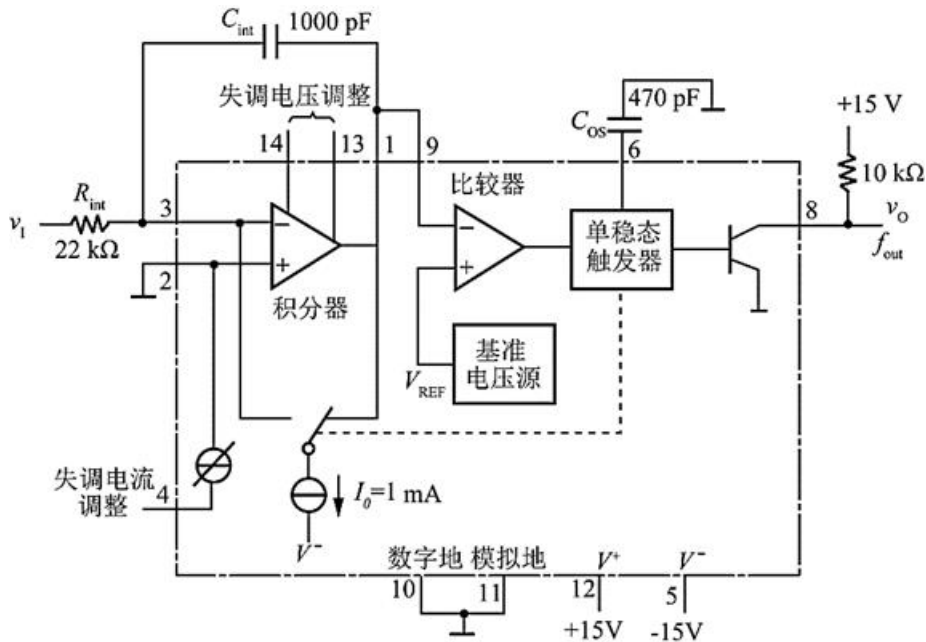 C_int 1000 pF
失调电压调整
470 pF
C_OS
+15 V
14 13 1 9 6
10 kΩ
比较器
R_int
v_I 3
22 kΩ
8 v_O
f_out
单稳态
触发器
2
积分器
基准
电压源
V_REF
失调电流
调整
4
I_0=1 mA
V⁻
数字地 模拟地 V⁺ V⁻
10 11 12 5
+15V -15V